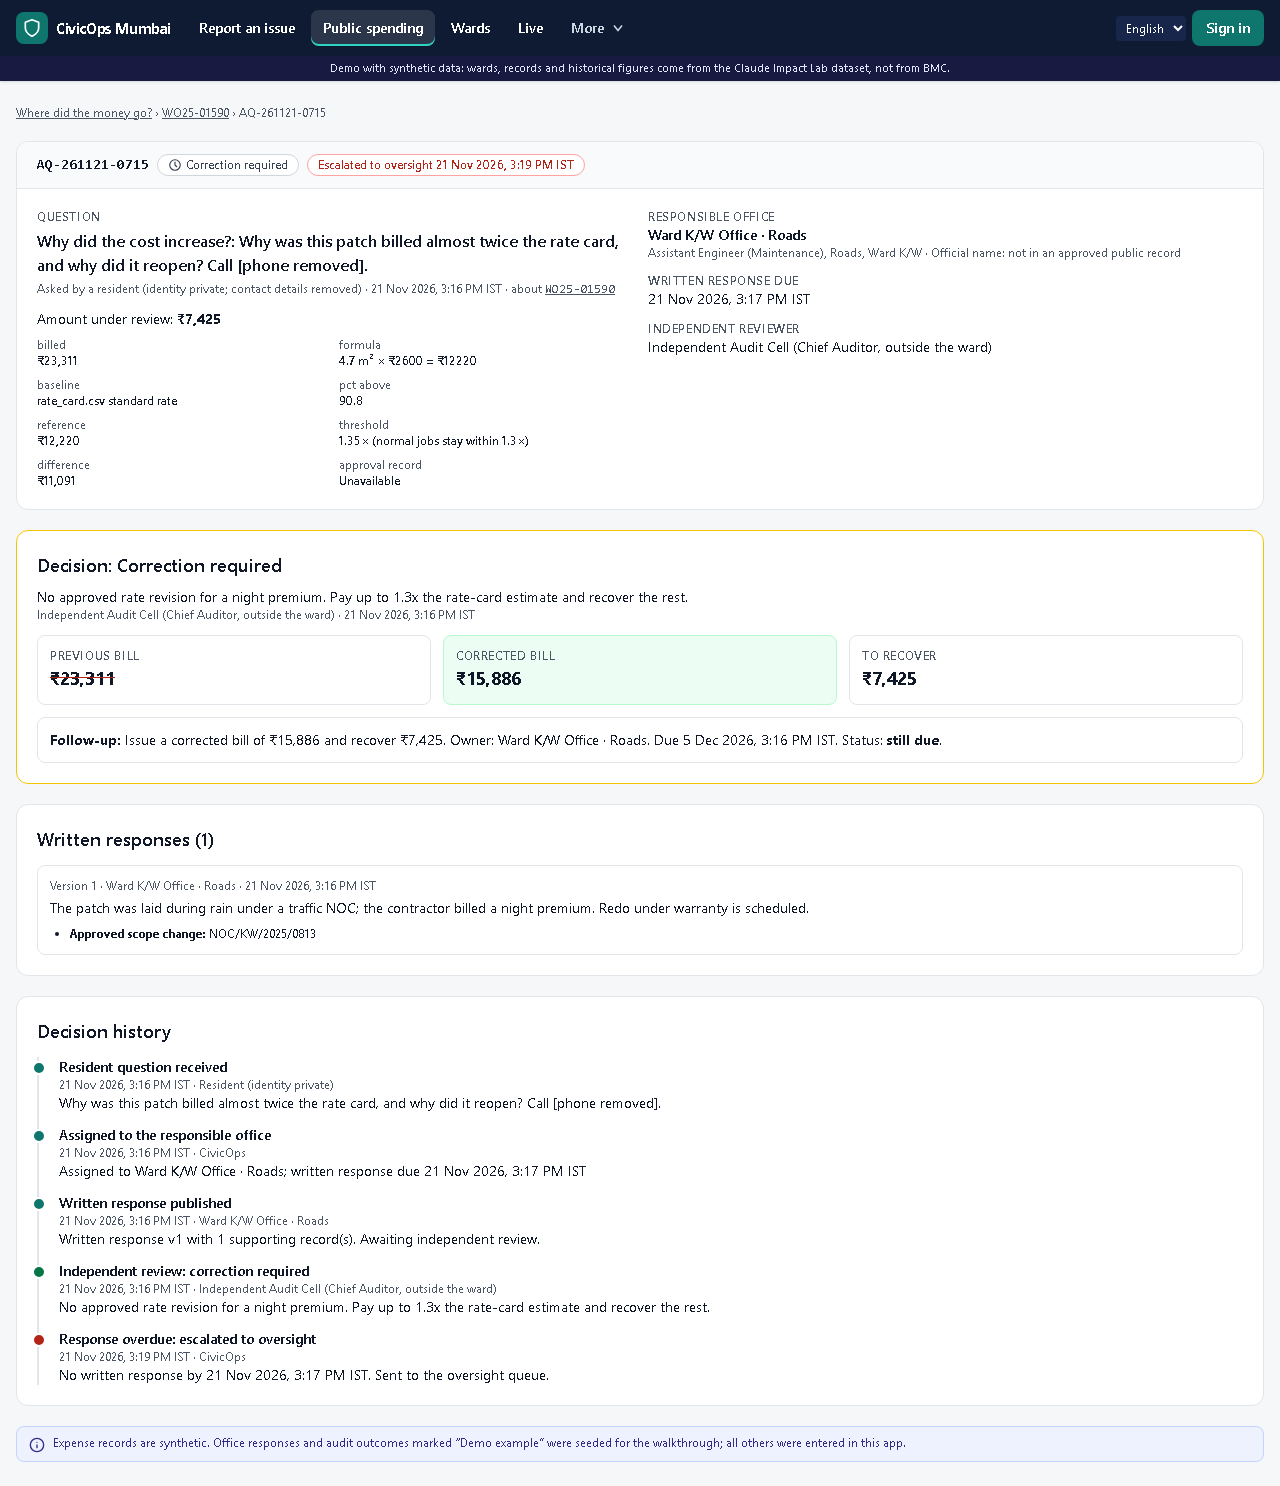 CivicOps Mumbai Report an issue Public spending Wards Live More English Sign in
Demo with synthetic data: wards, records and historical figures come from the Claude Impact Lab dataset, not from BMC.
Where did the money go? › WO25-01590 › AQ-261121-0715
AQ-261121-0715 Correction required Escalated to oversight 21 Nov 2026, 3:19 PM IST
QUESTION
Why did the cost increase?: Why was this patch billed almost twice the rate card,
and why did it reopen? Call [phone removed].
Asked by a resident (identity private; contact details removed) · 21 Nov 2026, 3:16 PM IST · about WO25-01590
Amount under review: ₹7,425
billed
₹23,311
formula
4.7 m² × ₹2600 = ₹12220
baseline
rate_card.csv standard rate
pct above
90.8
reference
₹12,220
threshold
1.35× (normal jobs stay within 1.3×)
difference
₹11,091
approval record
Unavailable
RESPONSIBLE OFFICE
Ward K/W Office · Roads
Assistant Engineer (Maintenance), Roads, Ward K/W · Official name: not in an approved public record
WRITTEN RESPONSE DUE
21 Nov 2026, 3:17 PM IST
INDEPENDENT REVIEWER
Independent Audit Cell (Chief Auditor, outside the ward)
Decision: Correction required
No approved rate revision for a night premium. Pay up to 1.3x the rate-card estimate and recover the rest.
Independent Audit Cell (Chief Auditor, outside the ward) · 21 Nov 2026, 3:16 PM IST
PREVIOUS BILL
₹23,311
CORRECTED BILL
₹15,886
TO RECOVER
₹7,425
Follow-up: Issue a corrected bill of ₹15,886 and recover ₹7,425. Owner: Ward K/W Office · Roads. Due 5 Dec 2026, 3:16 PM IST. Status: still due.
Written responses (1)
Version 1 · Ward K/W Office · Roads · 21 Nov 2026, 3:16 PM IST
The patch was laid during rain under a traffic NOC; the contractor billed a night premium. Redo under warranty is scheduled.
• Approved scope change: NOC/KW/2025/0813
Decision history
Resident question received
21 Nov 2026, 3:16 PM IST · Resident (identity private)
Why was this patch billed almost twice the rate card, and why did it reopen? Call [phone removed].
Assigned to the responsible office
21 Nov 2026, 3:16 PM IST · CivicOps
Assigned to Ward K/W Office · Roads; written response due 21 Nov 2026, 3:17 PM IST
Written response published
21 Nov 2026, 3:16 PM IST · Ward K/W Office · Roads
Written response v1 with 1 supporting record(s). Awaiting independent review.
Independent review: correction required
21 Nov 2026, 3:16 PM IST · Independent Audit Cell (Chief Auditor, outside the ward)
No approved rate revision for a night premium. Pay up to 1.3x the rate-card estimate and recover the rest.
Response overdue: escalated to oversight
21 Nov 2026, 3:19 PM IST · CivicOps
No written response by 21 Nov 2026, 3:17 PM IST. Sent to the oversight queue.
Expense records are synthetic. Office responses and audit outcomes marked "Demo example" were seeded for the walkthrough; all others were entered in this app.